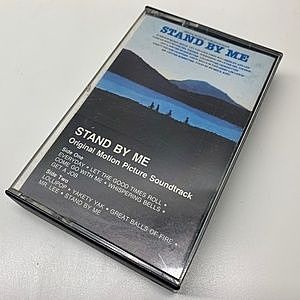 STAND BY ME
STAND BY ME
Original Motion Picture Soundtrack
Side One
EVERYDAY • LET THE GOOD TIMES ROLL •
COME GO WITH ME • WHISPERING BELLS •
GET A JOB
Side Two
LOLLIPOP • YAKETY YAK • GREAT BALLS OF FIRE •
MR. LEE • STAND BY ME